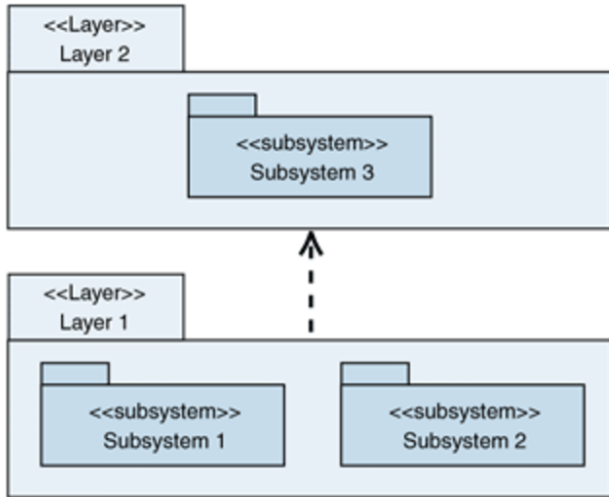 <<Layer>>
Layer 2
<<subsystem>>
Subsystem 3
<<Layer>>
Layer 1
<<subsystem>>
Subsystem 1
<<subsystem>>
Subsystem 2